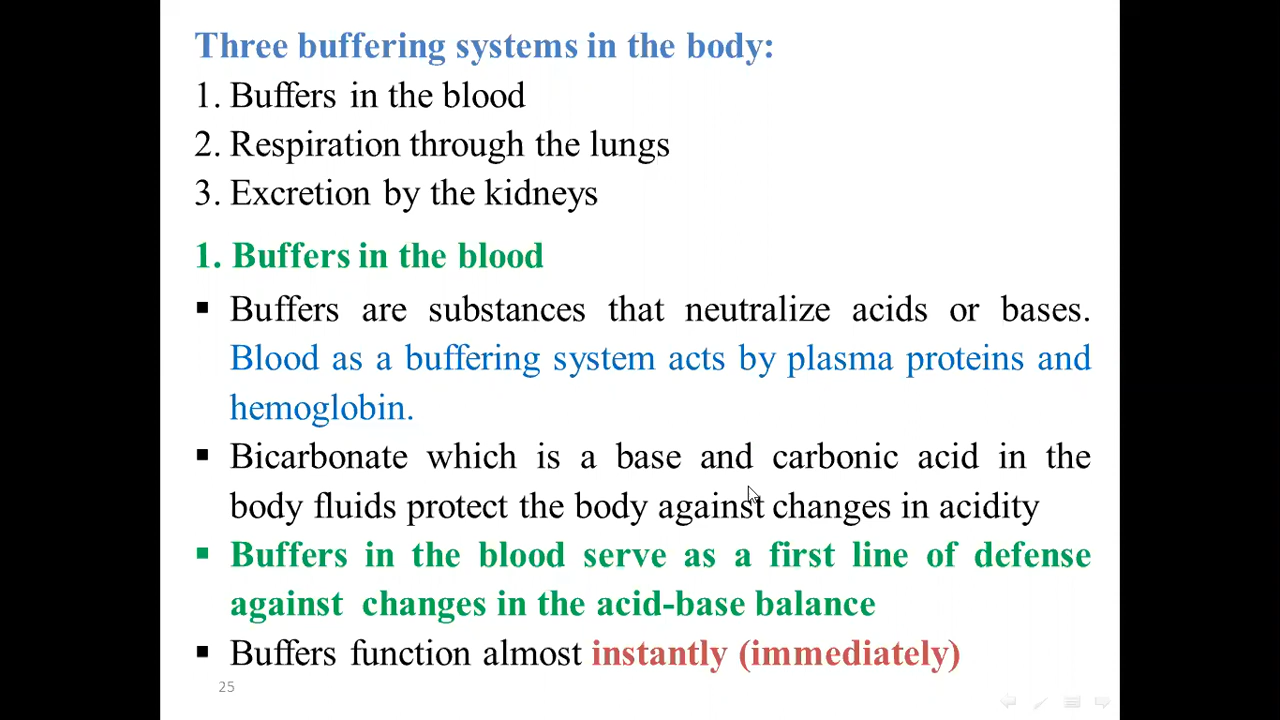 Three buffering systems in the body:
1. Buffers in the blood
2. Respiration through the lungs
3. Excretion by the kidneys
1. Buffers in the blood
▪ Buffers are substances that neutralize acids or bases.
Blood as a buffering system acts by plasma proteins and
hemoglobin.
▪ Bicarbonate which is a base and carbonic acid in the
body fluids protect the body against changes in acidity
▪ Buffers in the blood serve as a first line of defense
against changes in the acid-base balance
▪ Buffers function almost instantly (immediately)
25